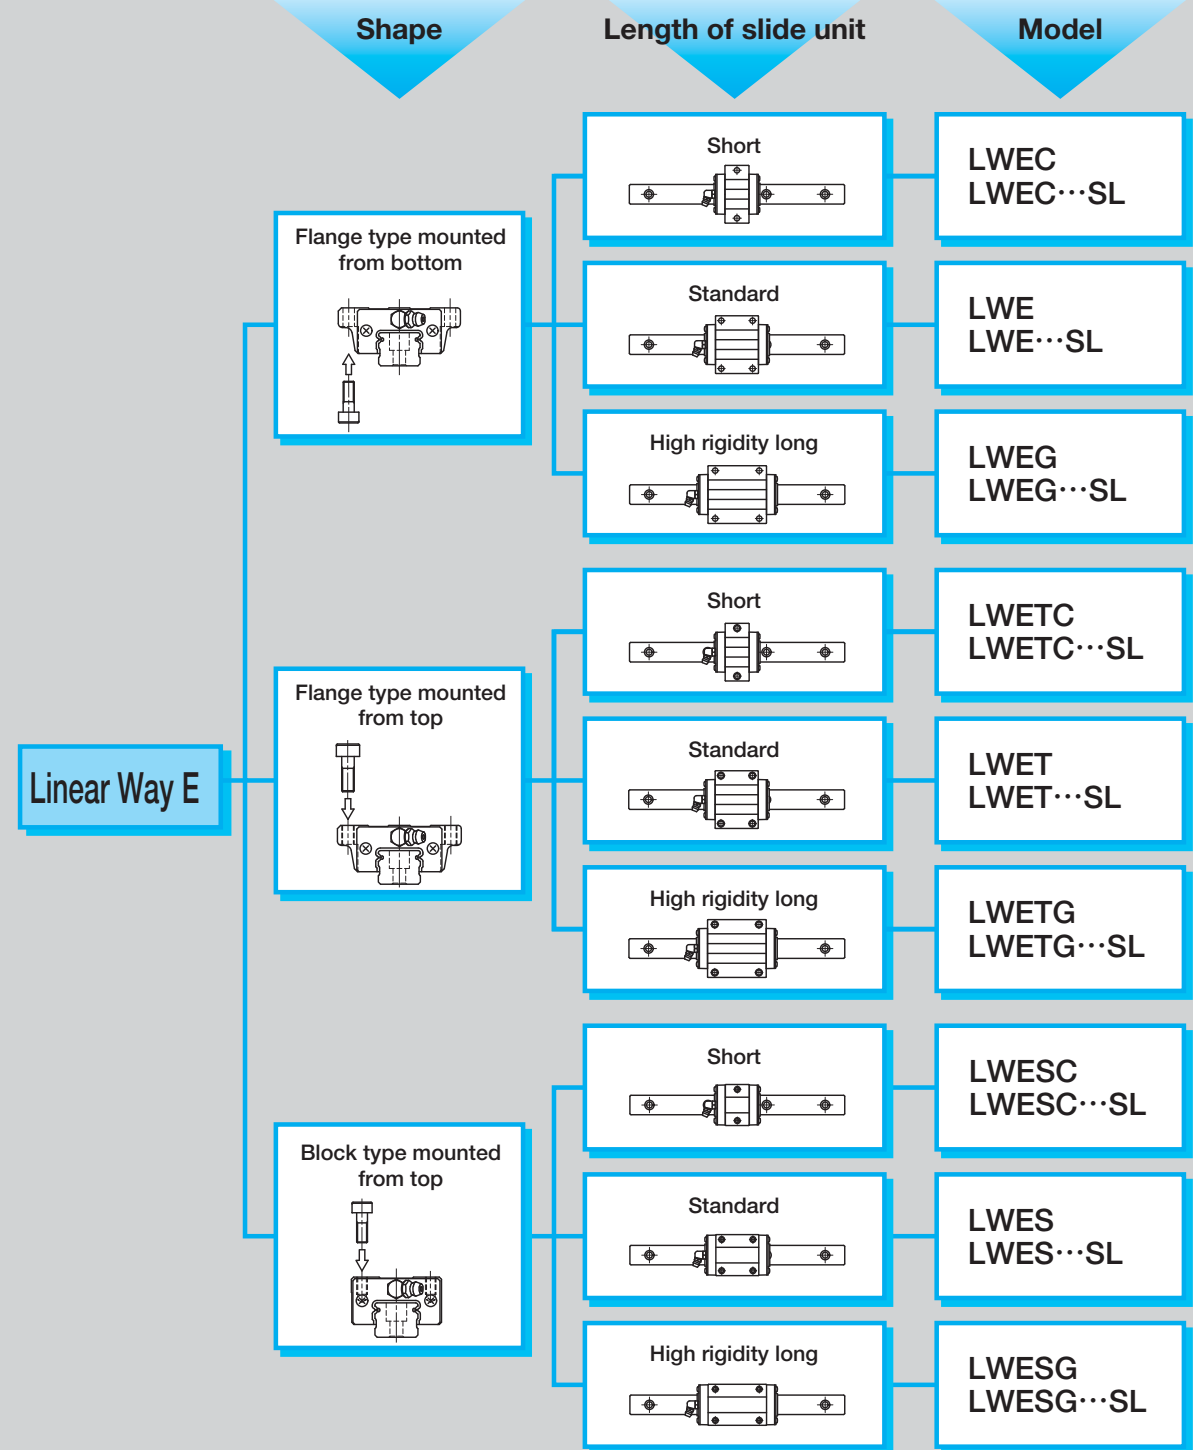 Shape
Length of slide unit
Model
Linear Way E
Flange type mounted
from bottom
Short
LWEC
LWEC⋯SL
Standard
LWE
LWE⋯SL
High rigidity long
LWEG
LWEG⋯SL
Flange type mounted
from top
Short
LWETC
LWETC⋯SL
Standard
LWET
LWET⋯SL
High rigidity long
LWETG
LWETG⋯SL
Block type mounted
from top
Short
LWESC
LWESC⋯SL
Standard
LWES
LWES⋯SL
High rigidity long
LWESG
LWESG⋯SL